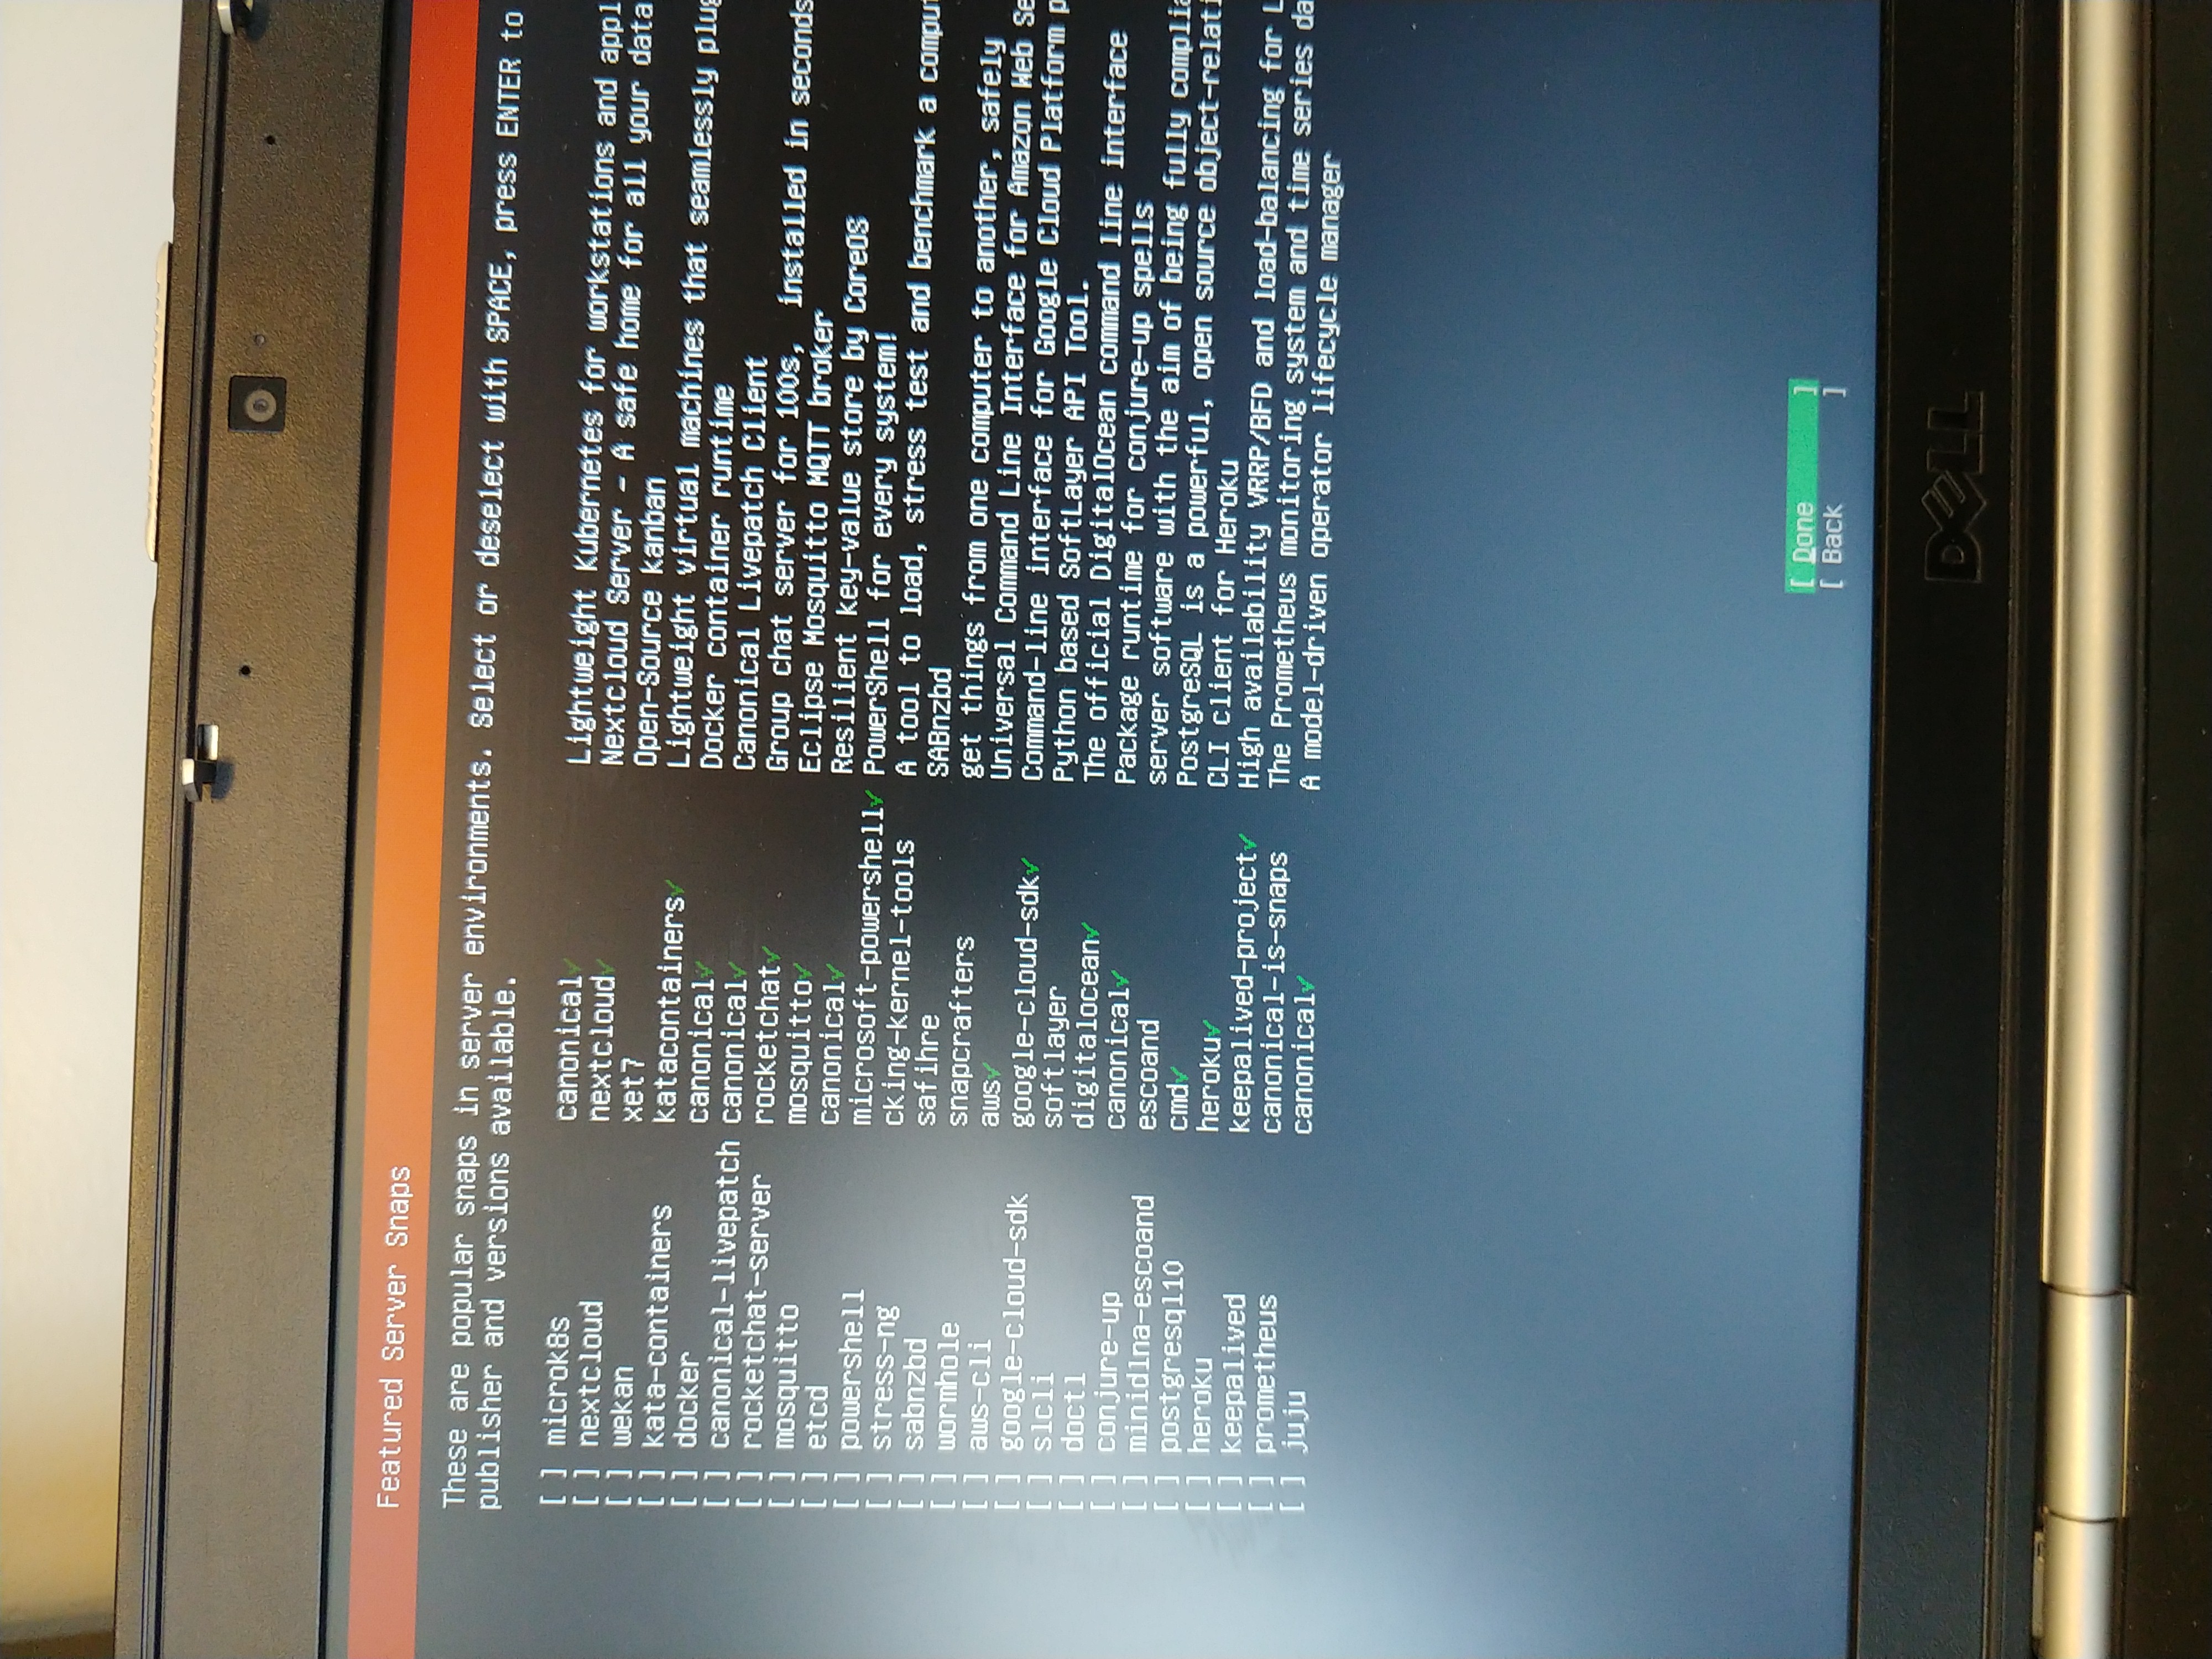 Featured Server Snaps
These are popular snaps in server environments. Select or deselect with SPACE, press ENTER to
publisher and versions available.
[ ] microk8s canonical✓ Lightweight Kubernetes for workstations and appl
[ ] nextcloud nextcloud✓ Nextcloud Server - A safe home for all your data
[ ] wekan xet7 Open-Source kanban
[ ] kata-containers katacontainers✓ Lightweight virtual machines that seamlessly plug
[ ] docker canonical✓ Docker container runtime
[ ] canonical-livepatch canonical✓ Canonical Livepatch Client
[ ] rocketchat-server rocketchat✓ Group chat server for 100s, installed in seconds
[ ] mosquitto mosquitto✓ Eclipse Mosquitto MQTT broker
[ ] etcd canonical✓ Resilient key-value store by CoreOS
[ ] powershell microsoft-powershell✓ PowerShell for every system!
[ ] stress-ng cking-kernel-tools A tool to load, stress test and benchmark a comput
[ ] sabnzbd safihre SABnzbd
[ ] wormhole snapcrafters get things from one computer to another, safely
[ ] aws-cli aws✓ Universal Command Line Interface for Amazon Web Se
[ ] google-cloud-sdk google-cloud-sdk✓ Command-line interface for Google Cloud Platform p
[ ] slcli softlayer Python based SoftLayer API Tool.
[ ] doctl digitalocean✓ The official DigitalOcean command line interface
[ ] conjure-up canonical✓ Package runtime for conjure-up spells
[ ] minidlna-escoand escoand server software with the aim of being fully complia
[ ] postgresql10 cmd✓ PostgreSQL is a powerful, open source object-relati
[ ] heroku heroku✓ CLI client for Heroku
[ ] keepalived keepalived-project✓ High availability VRRP/BFD and load-balancing for L
[ ] prometheus canonical-is-snaps The Prometheus monitoring system and time series da
[ ] juju canonical✓ A model-driven operator lifecycle manager
[ Done ]
[ Back ]
DELL